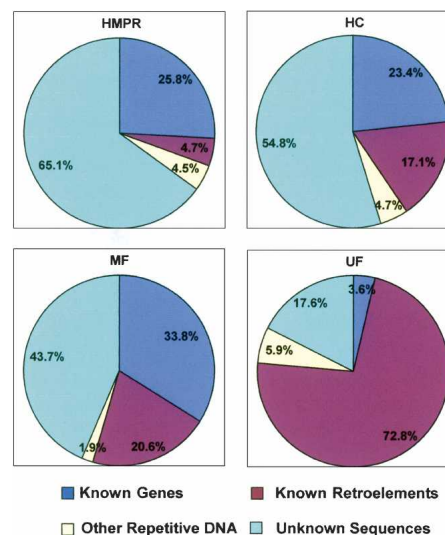 HMPR
25.8%
4.7%
4.5%
65.1%
HC
23.4%
17.1%
4.7%
54.8%
MF
33.8%
20.6%
1.9%
43.7%
UF
3.6%
72.8%
5.9%
17.6%
Known Genes
Known Retroelements
Other Repetitive DNA
Unknown Sequences